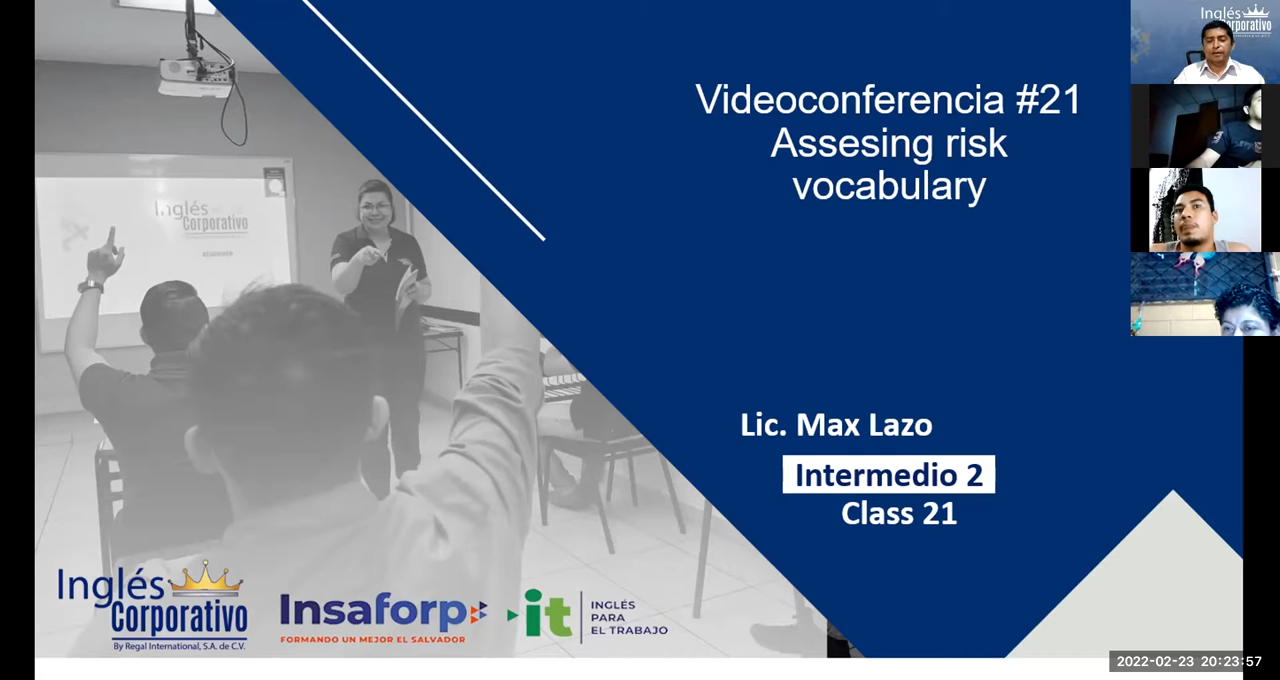 Videoconferencia #21
Assesing risk
vocabulary
Lic. Max Lazo
Intermedio 2
Class 21
Inglés
Corporativo
Inglés
Corporativo
By Regal International, S.A. de C.V.
Insaforp
FORMANDO UN MEJOR EL SALVADOR
it
INGLÉS
PARA
EL TRABAJO
Inglés
2022-02-23 20:23:57